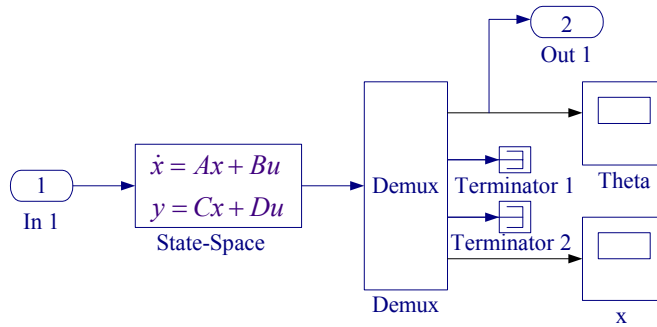 2
Out 1
ẋ = Ax + Bu
y = Cx + Du
State-Space
1
In 1
Demux
Demux
Terminator 1
Terminator 2
Theta
x